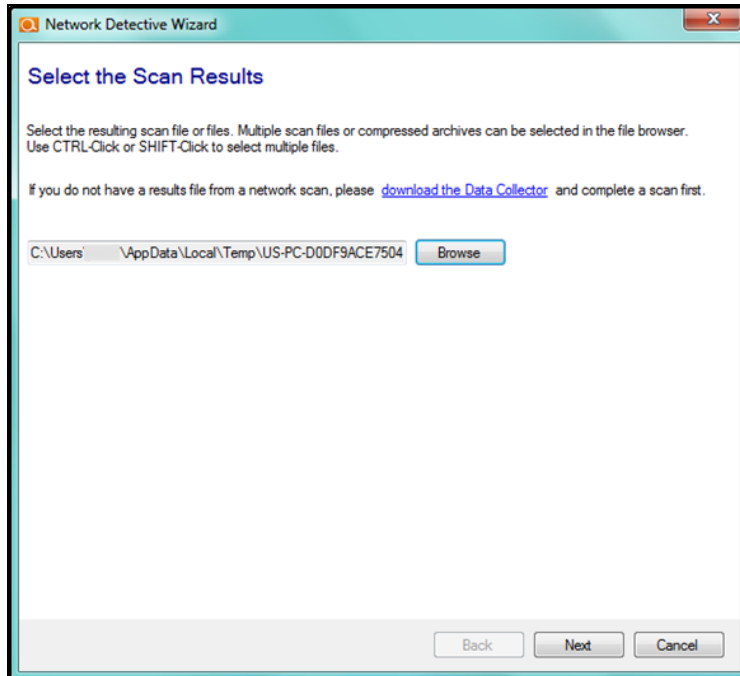 Network Detective Wizard
Select the Scan Results
Select the resulting scan file or files. Multiple scan files or compressed archives can be selected in the file browser.
Use CTRL-Click or SHIFT-Click to select multiple files.
If you do not have a results file from a network scan, please download the Data Collector and complete a scan first.
C:\Users \AppData\Local\Temp\US-PC-D0DF9ACE7504 Browse
Back Next Cancel